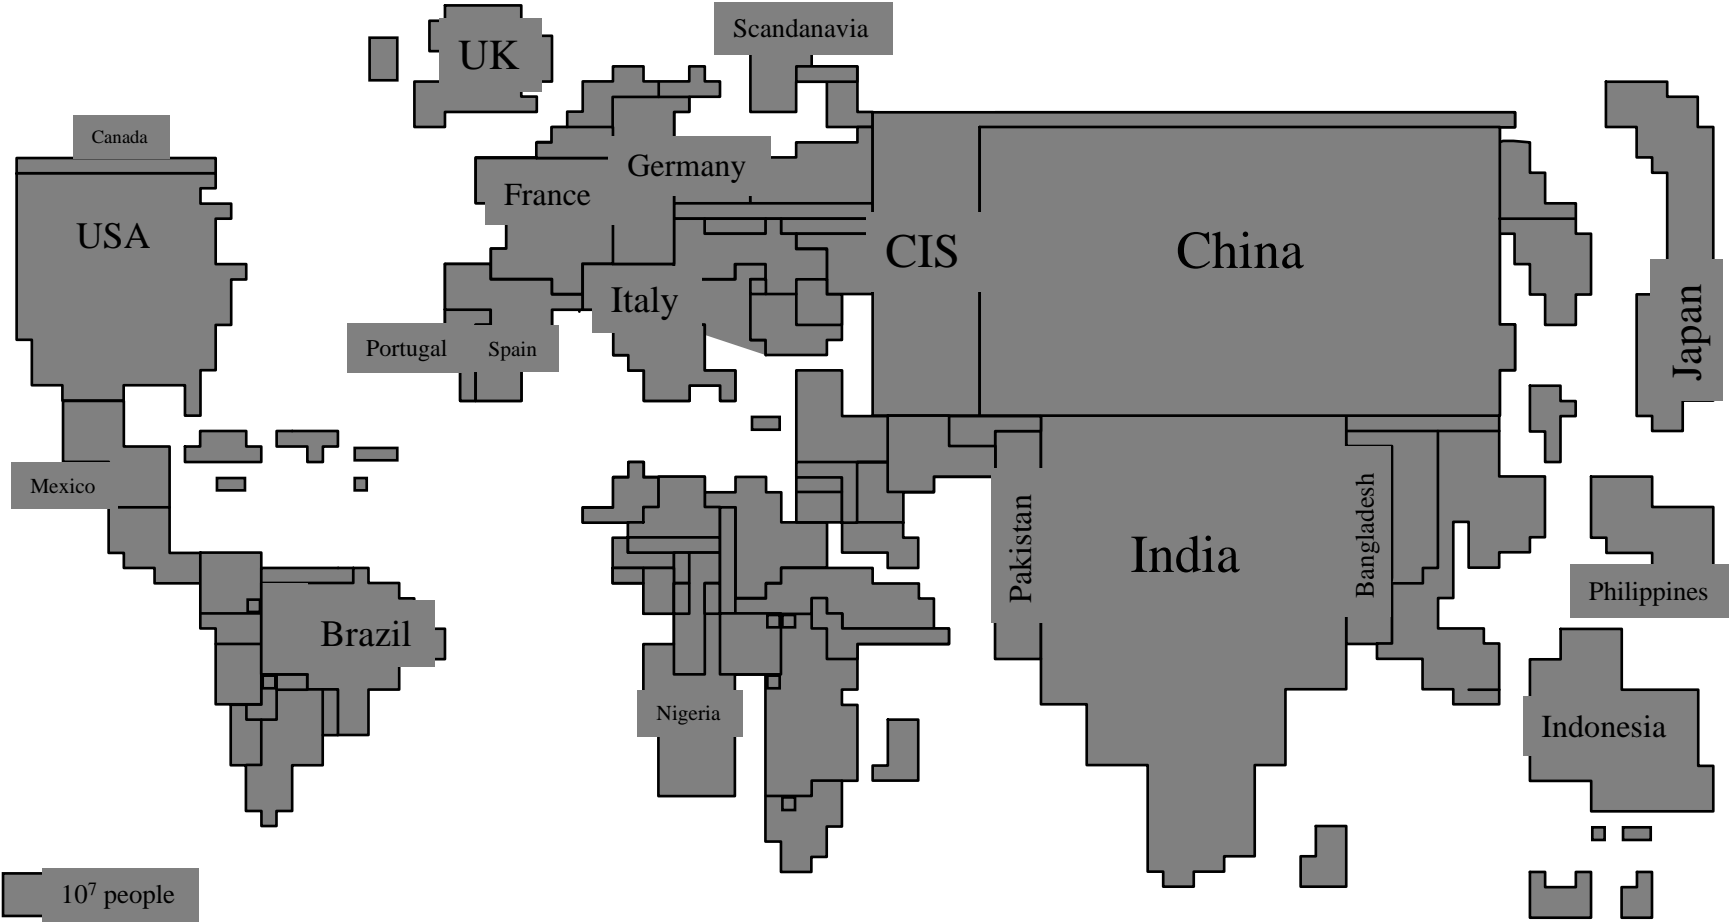 Scandanavia
UK
Canada
Germany
France
USA
CIS
China
Italy
Japan
Portugal
Spain
Mexico
Pakistan
India
Bangladesh
Philippines
Brazil
Nigeria
Indonesia
10⁷ people